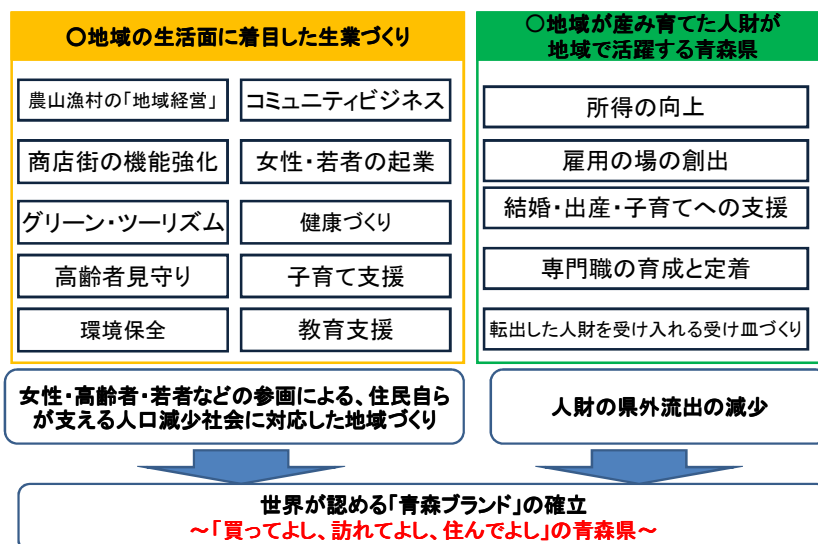 〇地域の生活面に着目した生業づくり
農山漁村の「地域経営」
コミュニティビジネス
商店街の機能強化
女性・若者の起業
グリーン・ツーリズム
健康づくり
高齢者見守り
子育て支援
環境保全
教育支援
女性・高齢者・若者などの参画による、住民自ら
が支える人口減少社会に対応した地域づくり
〇地域が産み育てた人財が
地域で活躍する青森県
所得の向上
雇用の場の創出
結婚・出産・子育てへの支援
専門職の育成と定着
転出した人財を受け入れる受け皿づくり
人財の県外流出の減少
世界が認める「青森ブランド」の確立
～「買ってよし、訪れてよし、住んでよし」の青森県～